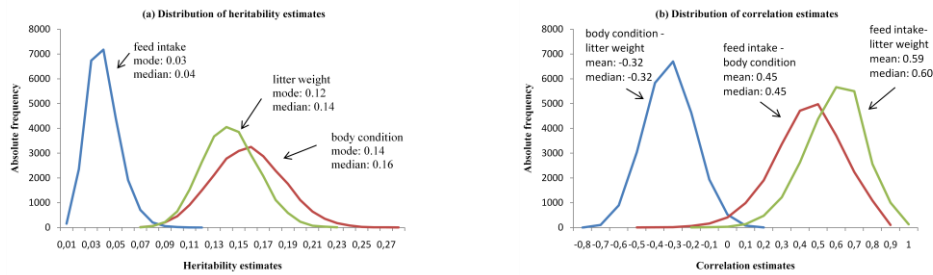 (a) Distribution of heritability estimates
Absolute frequency
8000
7000
6000
5000
4000
3000
2000
1000
0
feed intake
mode: 0.03
median: 0.04
litter weight
mode: 0.12
median: 0.14
body condition
mode: 0.14
median: 0.16
0,01 0,03 0,05 0,07 0,09 0,11 0,13 0,15 0,17 0,19 0,21 0,23 0,25 0,27
Heritability estimates
(b) Distribution of correlation estimates
Absolute frequency
8000
7000
6000
5000
4000
3000
2000
1000
0
body condition -
litter weight
mean: -0.32
median: -0.32
feed intake -
body condition
mean: 0.45
median: 0.45
feed intake-
litter weight
mean: 0.59
median: 0.60
-0,8 -0,7 -0,6 -0,5 -0,4 -0,3 -0,2 -0,1 0 0,1 0,2 0,3 0,4 0,5 0,6 0,7 0,8 0,9 1
Correlation estimates